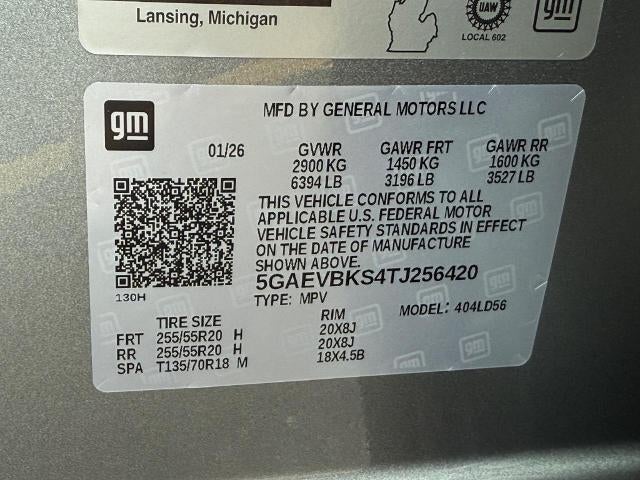 Lansing, Michigan
UAW
LOCAL 602
gm
gm
MFD BY GENERAL MOTORS LLC
01/26 GVWR GAWR FRT GAWR RR
2900 KG 1450 KG 1600 KG
6394 LB 3196 LB 3527 LB
THIS VEHICLE CONFORMS TO ALL
APPLICABLE U.S. FEDERAL MOTOR
VEHICLE SAFETY STANDARDS IN EFFECT
ON THE DATE OF MANUFACTURE
SHOWN ABOVE.
5GAEVBKS4TJ256420
130H
TYPE: MPV MODEL: 404LD56
TIRE SIZE RIM
FRT 255/55R20 H 20X8J
RR 255/55R20 H 20X8J
SPA T135/70R18 M 18X4.5B